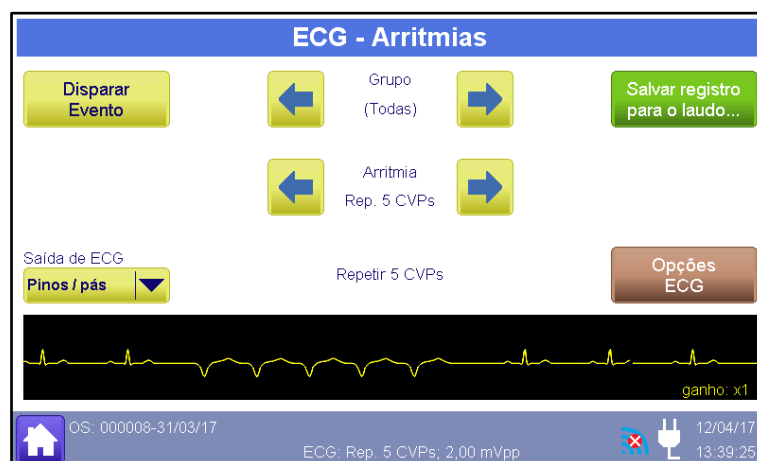 ECG - Arritmias
Disparar
Evento
Grupo
(Todas)
Salvar registro
para o laudo...
Arritmia
Rep. 5 CVPs
Saída de ECG
Pinos / pás
Repetir 5 CVPs
Opções
ECG
ganho: x1
OS: 000008-31/03/17
ECG: Rep. 5 CVPs; 2,00 mVpp
12/04/17
13:39:25